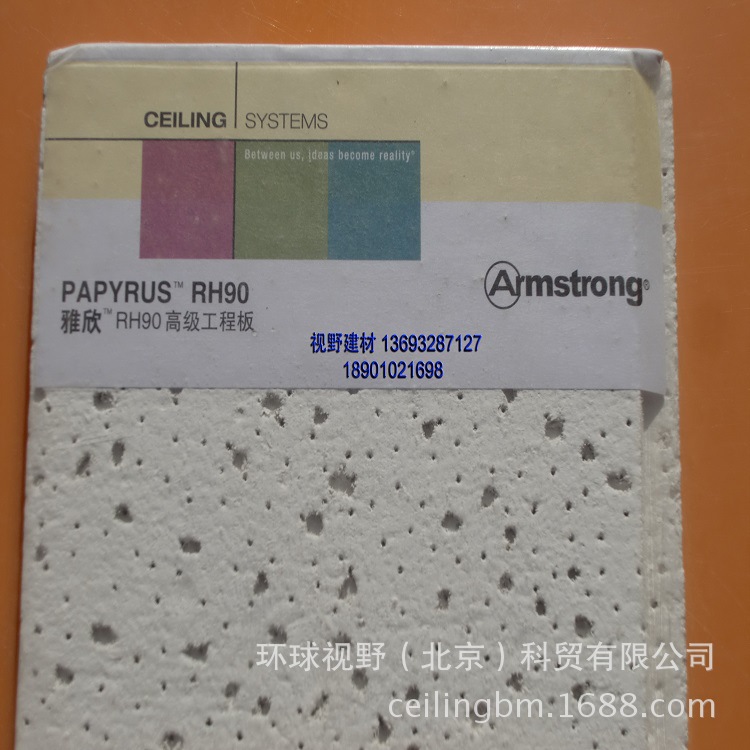 CEILING SYSTEMS
Between us, ideas become reality®
PAPYRUS™ RH90
雅欣™ RH90 高级工程板
Armstrong®
视野建材 13693287127
18901021698
环球视野（北京）科贸有限公司
ceilingbm.1688.com